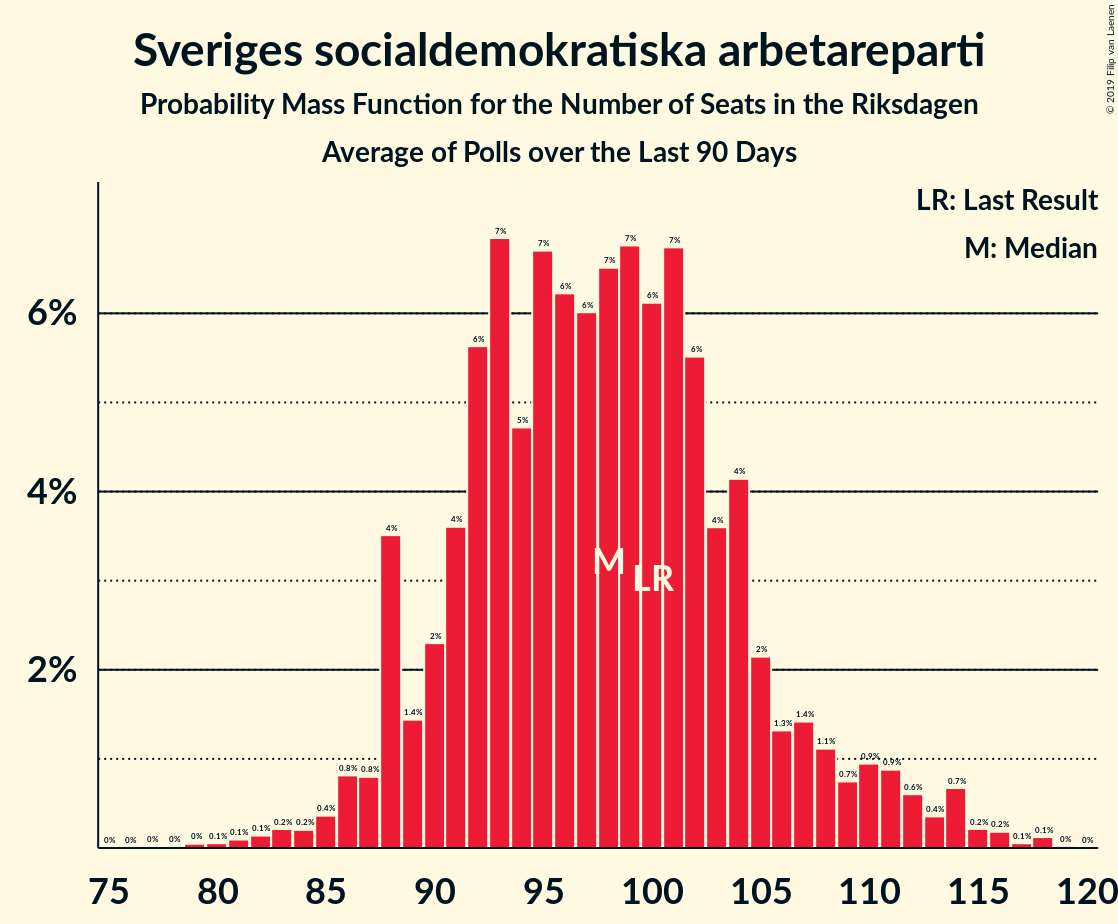 Sveriges socialdemokratiska arbetareparti
Probability Mass Function for the Number of Seats in the Riksdagen
Average of Polls over the Last 90 Days
© 2019 Filip van Laenen
LR: Last Result
M: Median
6%
4%
2%
0% 0% 0% 0% 0% 0.1% 0.1% 0.1% 0.2% 0.2% 0.4% 0.8% 0.8% 4% 1.4% 2% 4% 6% 7% 5% 7% 6% 6% 7% 7% 6% 7% 6% 4% 4% 2% 1.3% 1.4% 1.1% 0.7% 0.9% 0.9% 0.6% 0.4% 0.7% 0.2% 0.2% 0.1% 0.1% 0% 0%
M
LR
75 80 85 90 95 100 105 110 115 120